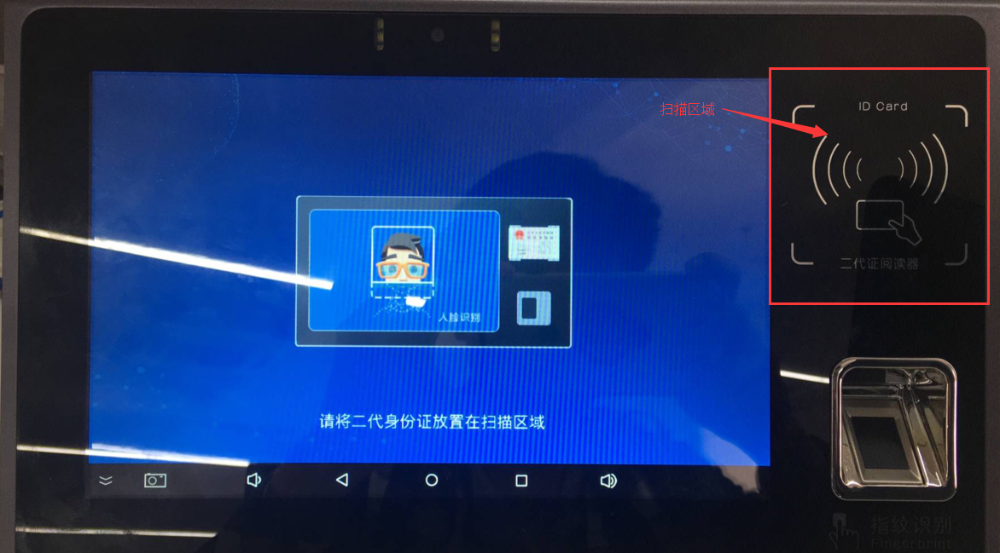 ID Card
扫描区域
二代证阅读器
人脸识别
请将二代身份证放置在扫描区域
指纹识别
Fingerprint